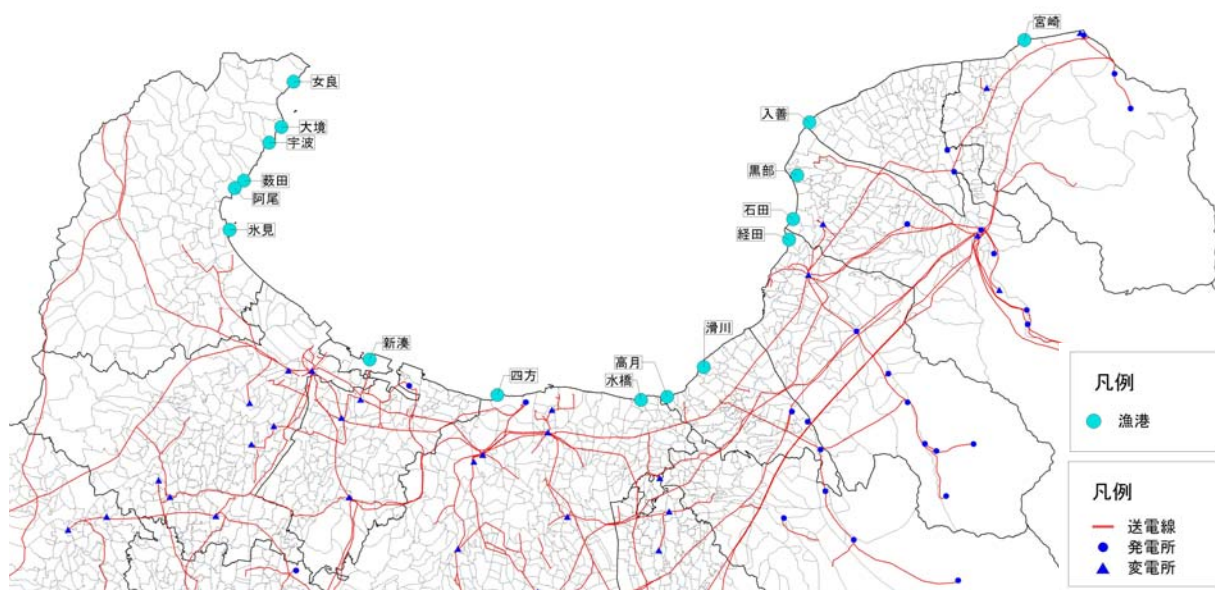 宮崎
女良
入善
大境
宇波
黒部
薮田
阿尾
石田
氷見
経田
滑川
新湊
高月
四方
水橋
凡例
漁港
凡例
送電線
発電所
変電所